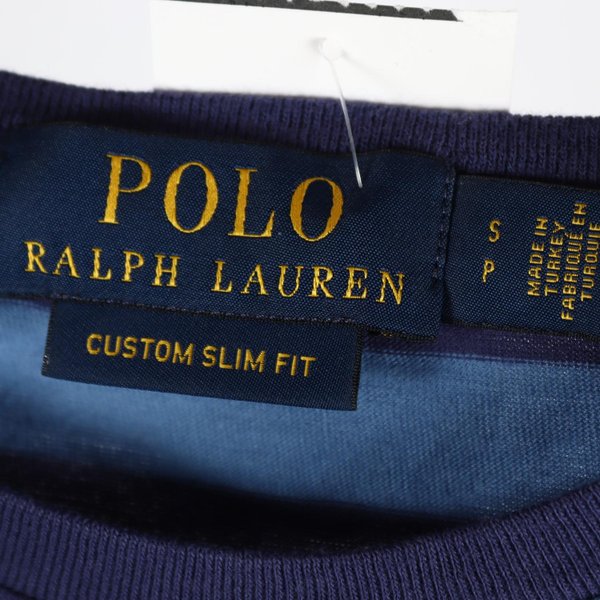 POLO
RALPH LAUREN
CUSTOM SLIM FIT
S
P
MADE IN
TURKEY
FABRIQUÉ EN
TURQUIE